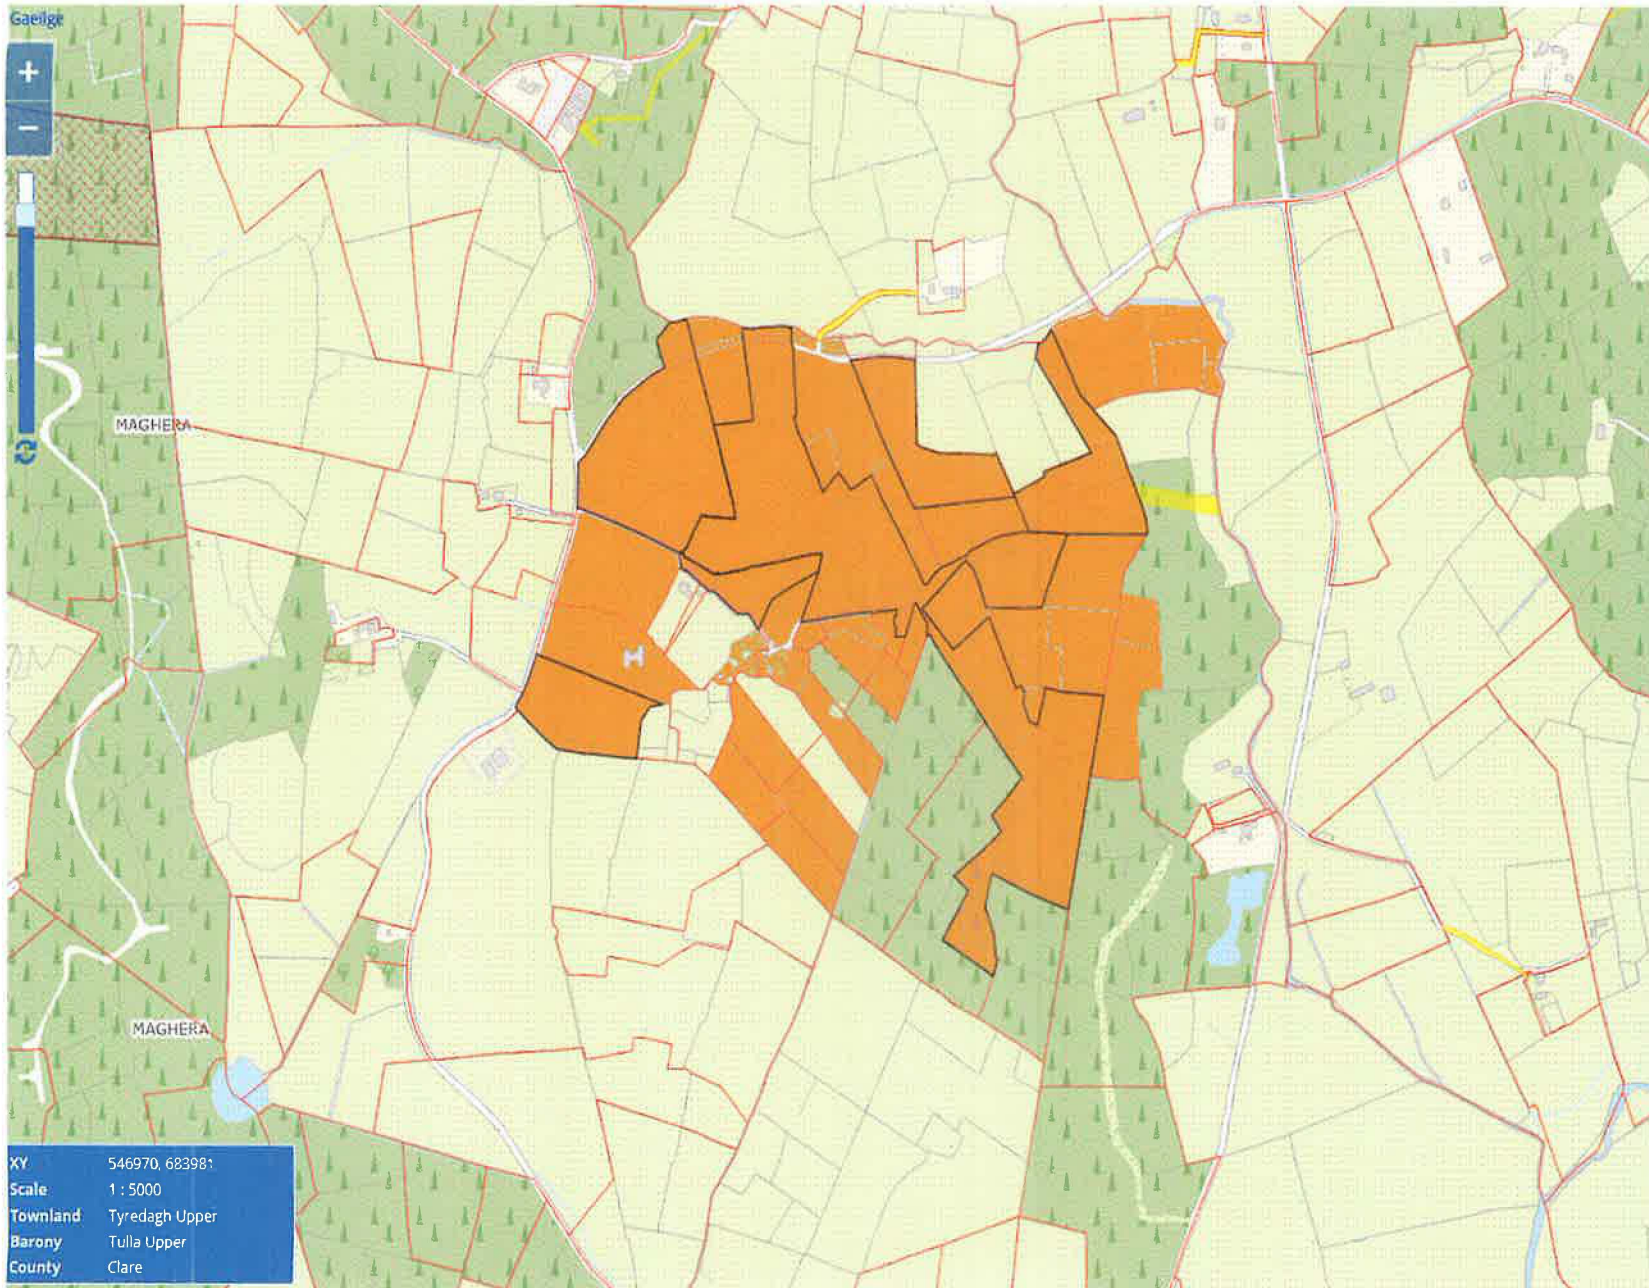 Gaeilge
+
−
MAGHERA
H
MAGHERA
XY 546970, 683981
Scale 1 : 5000
Townland Tyredagh Upper
Barony Tulla Upper
County Clare